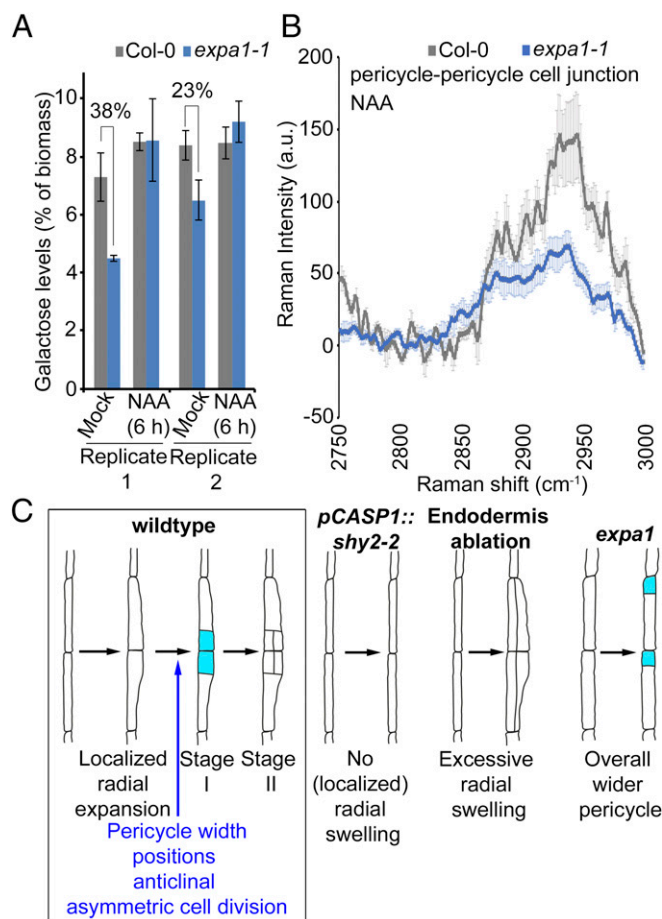 A
Col-0 expa1-1
Galactose levels (% of biomass)
10
8
6
4
2
0
38%
23%
Mock
NAA
(6 h)
Mock
NAA
(6 h)
Replicate
1
Replicate
2
B
Col-0 expa1-1
pericycle-pericycle cell junction
NAA
Raman Intensity (a.u.)
200
150
100
50
0
-50
2750
2800
2850
2900
2950
3000
Raman shift (cm⁻¹)
C
wildtype
pCASP1::
shy2-2
Endodermis
ablation
expa1
Localized
radial
expansion
Stage
I
Stage
II
No
(localized)
radial
swelling
Excessive
radial
swelling
Overall
wider
pericycle
Pericycle width
positions
anticlinal
asymmetric cell division